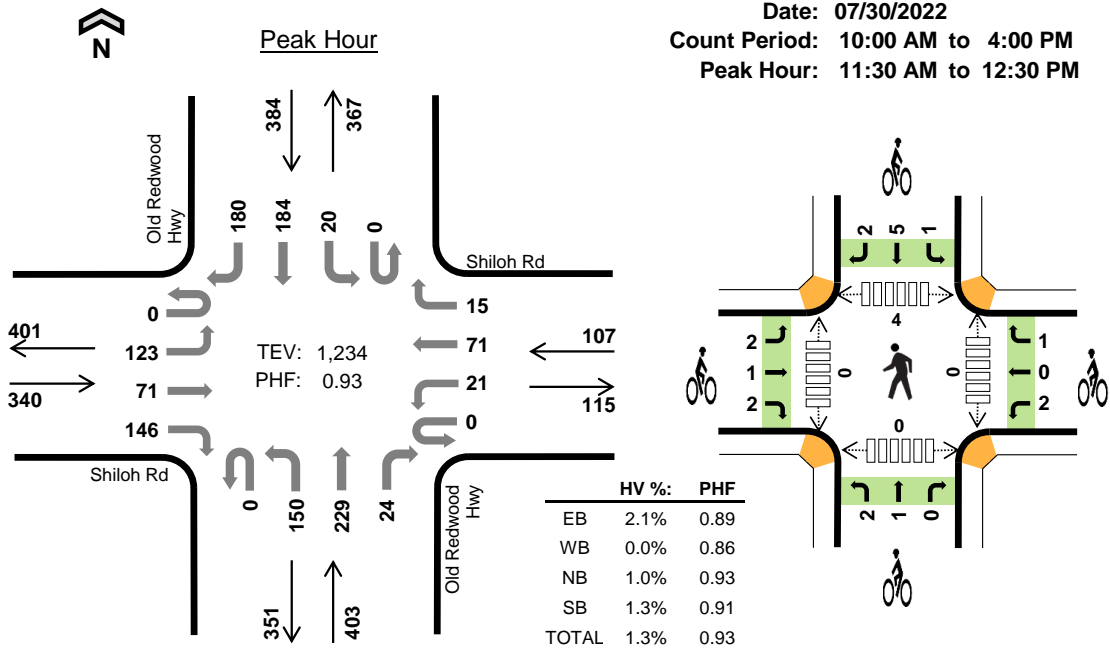 N
Peak Hour
Date: 07/30/2022
Count Period: 10:00 AM to 4:00 PM
Peak Hour: 11:30 AM to 12:30 PM
384
367
Old Redwood
Hwy
180
184
20
0
Shiloh Rd
0
123
71
146
401
340
TEV: 1,234
PHF: 0.93
15
71
21
0
107
115
Shiloh Rd
0
150
229
24
Old Redwood
Hwy
351
403
HV %: PHF
EB 2.1% 0.89
WB 0.0% 0.86
NB 1.0% 0.93
SB 1.3% 0.91
TOTAL 1.3% 0.93
2
5
1
4
2
1
2
0
0
1
0
2
0
2
1
0